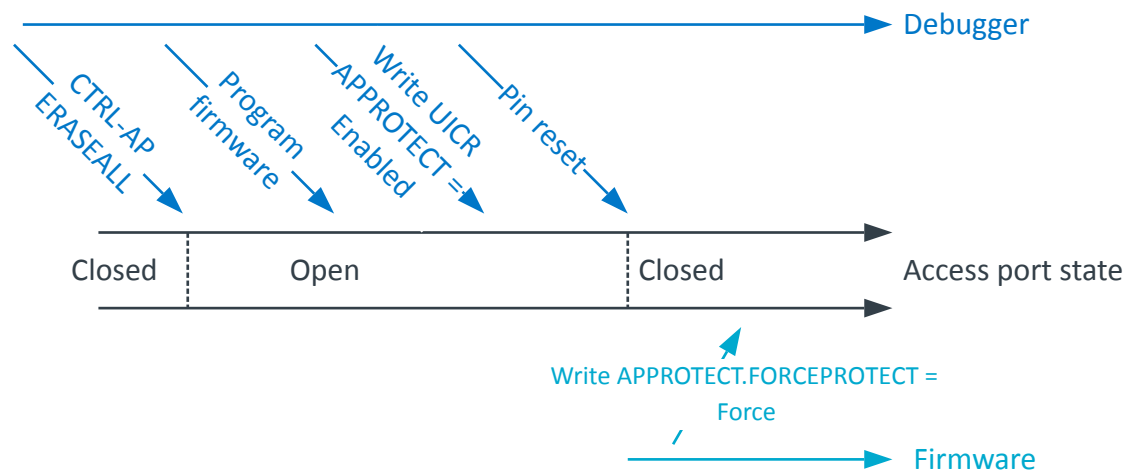 Debugger
CTRL-AP
ERASEALL
Program
firmware
Write UICR
APPROTECT =
Enabled
Pin reset
Closed
Open
Closed
Access port state
Write APPROTECT.FORCEPROTECT =
Force
Firmware